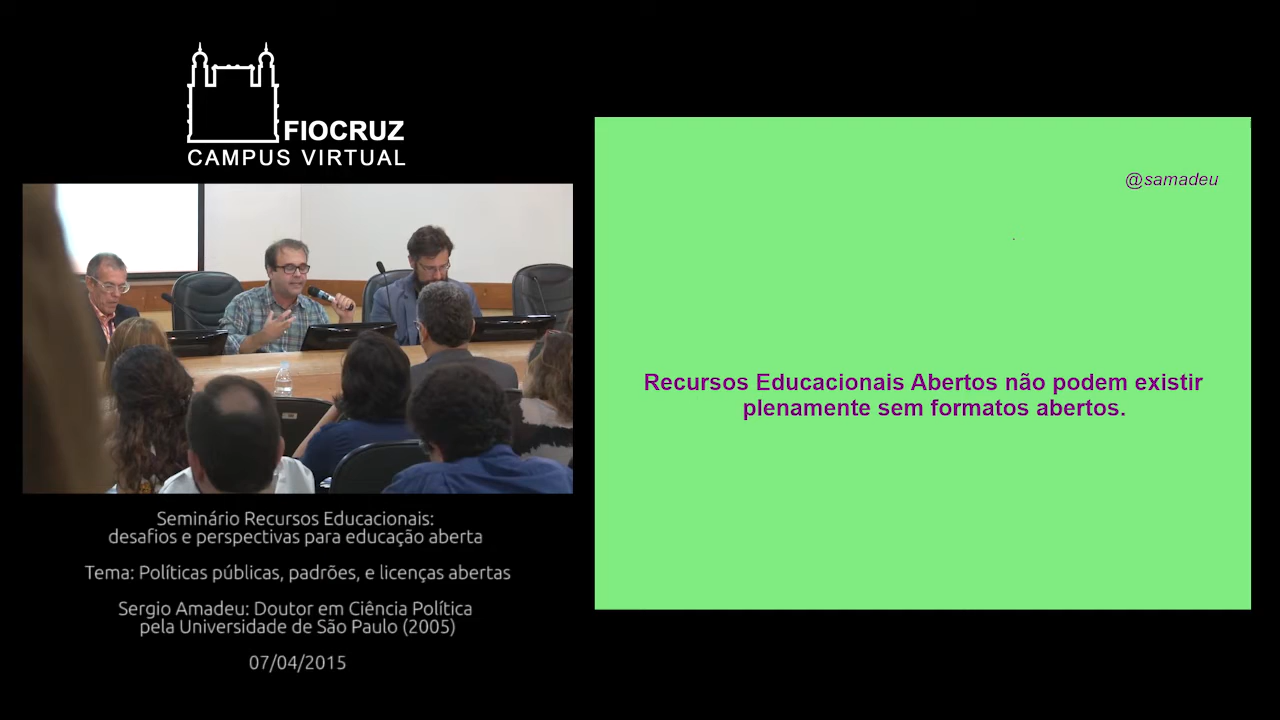 FIOCRUZ
CAMPUS VIRTUAL
Seminário Recursos Educacionais:
desafios e perspectivas para educação aberta
Tema: Políticas públicas, padrões, e licenças abertas
Sergio Amadeu: Doutor em Ciência Política
pela Universidade de São Paulo (2005)
07/04/2015
@samadeu
Recursos Educacionais Abertos não podem existir
plenamente sem formatos abertos.